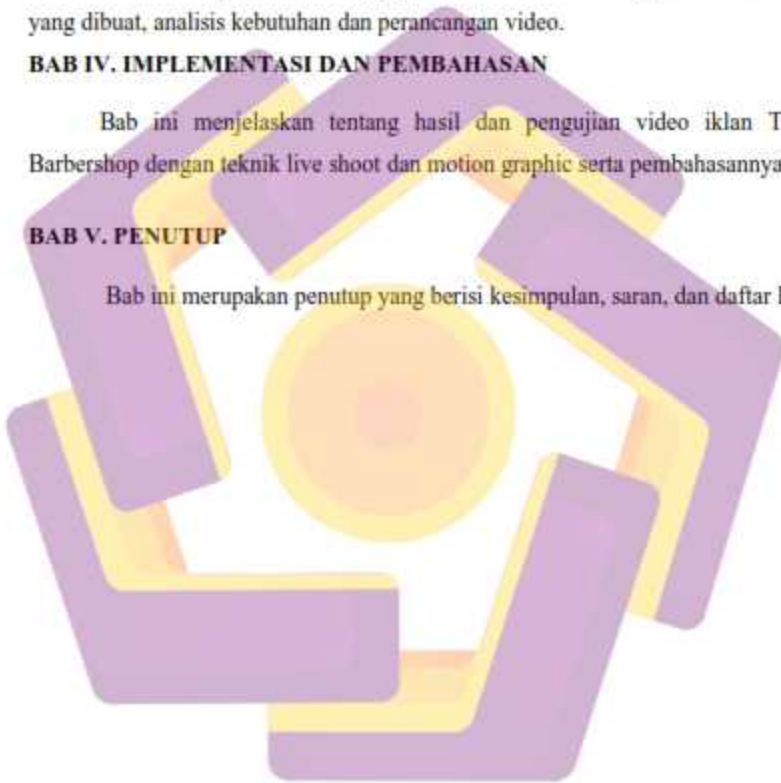 yang dibuat, analisis kebutuhan dan perancangan video.
BAB IV. IMPLEMENTASI DAN PEMBAHASAN
Bab ini menjelaskan tentang hasil dan pengujian video iklan T
Barbershop dengan teknik live shoot dan motion graphic serta pembahasannya
BAB V. PENUTUP
Bab ini merupakan penutup yang berisi kesimpulan, saran, dan daftar